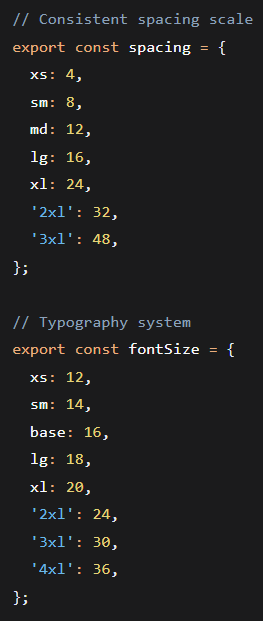 // Consistent spacing scale
export const spacing = {
  xs: 4,
  sm: 8,
  md: 12,
  lg: 16,
  xl: 24,
  '2xl': 32,
  '3xl': 48,
};

// Typography system
export const fontSize = {
  xs: 12,
  sm: 14,
  base: 16,
  lg: 18,
  xl: 20,
  '2xl': 24,
  '3xl': 30,
  '4xl': 36,
};